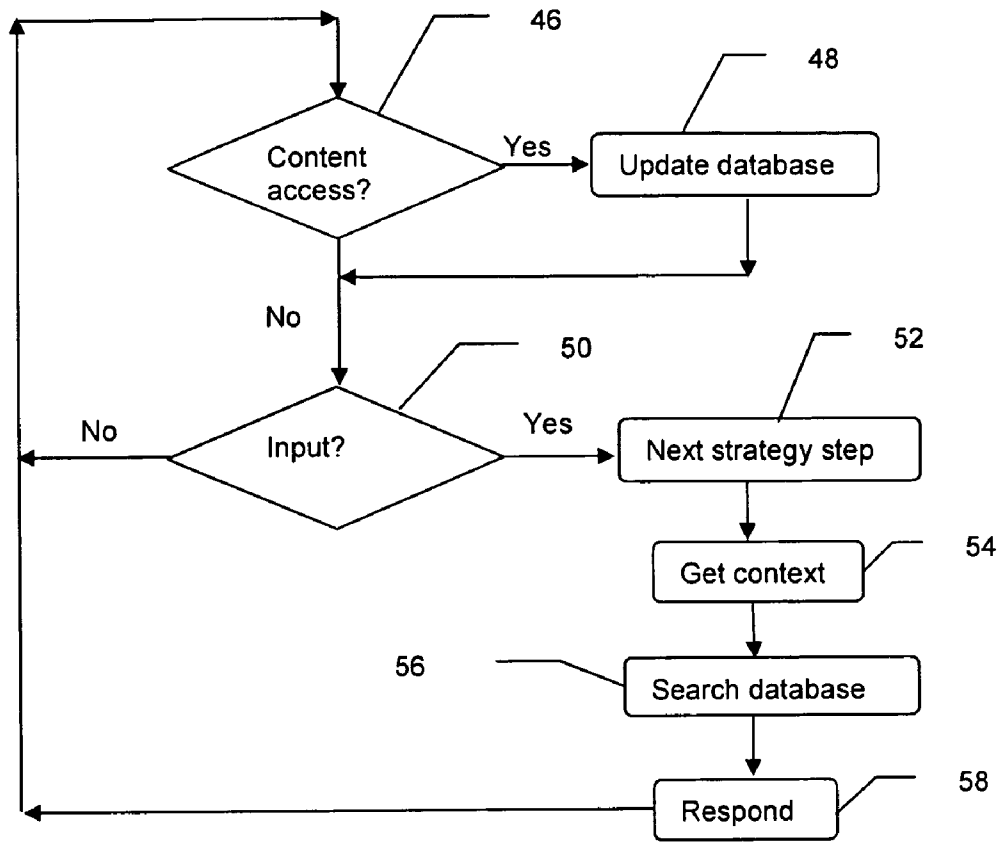 46
48
Content
access?
Yes
Update database
No
50
52
No
Input?
Yes
Next strategy step
54
Get context
56
Search database
58
Respond